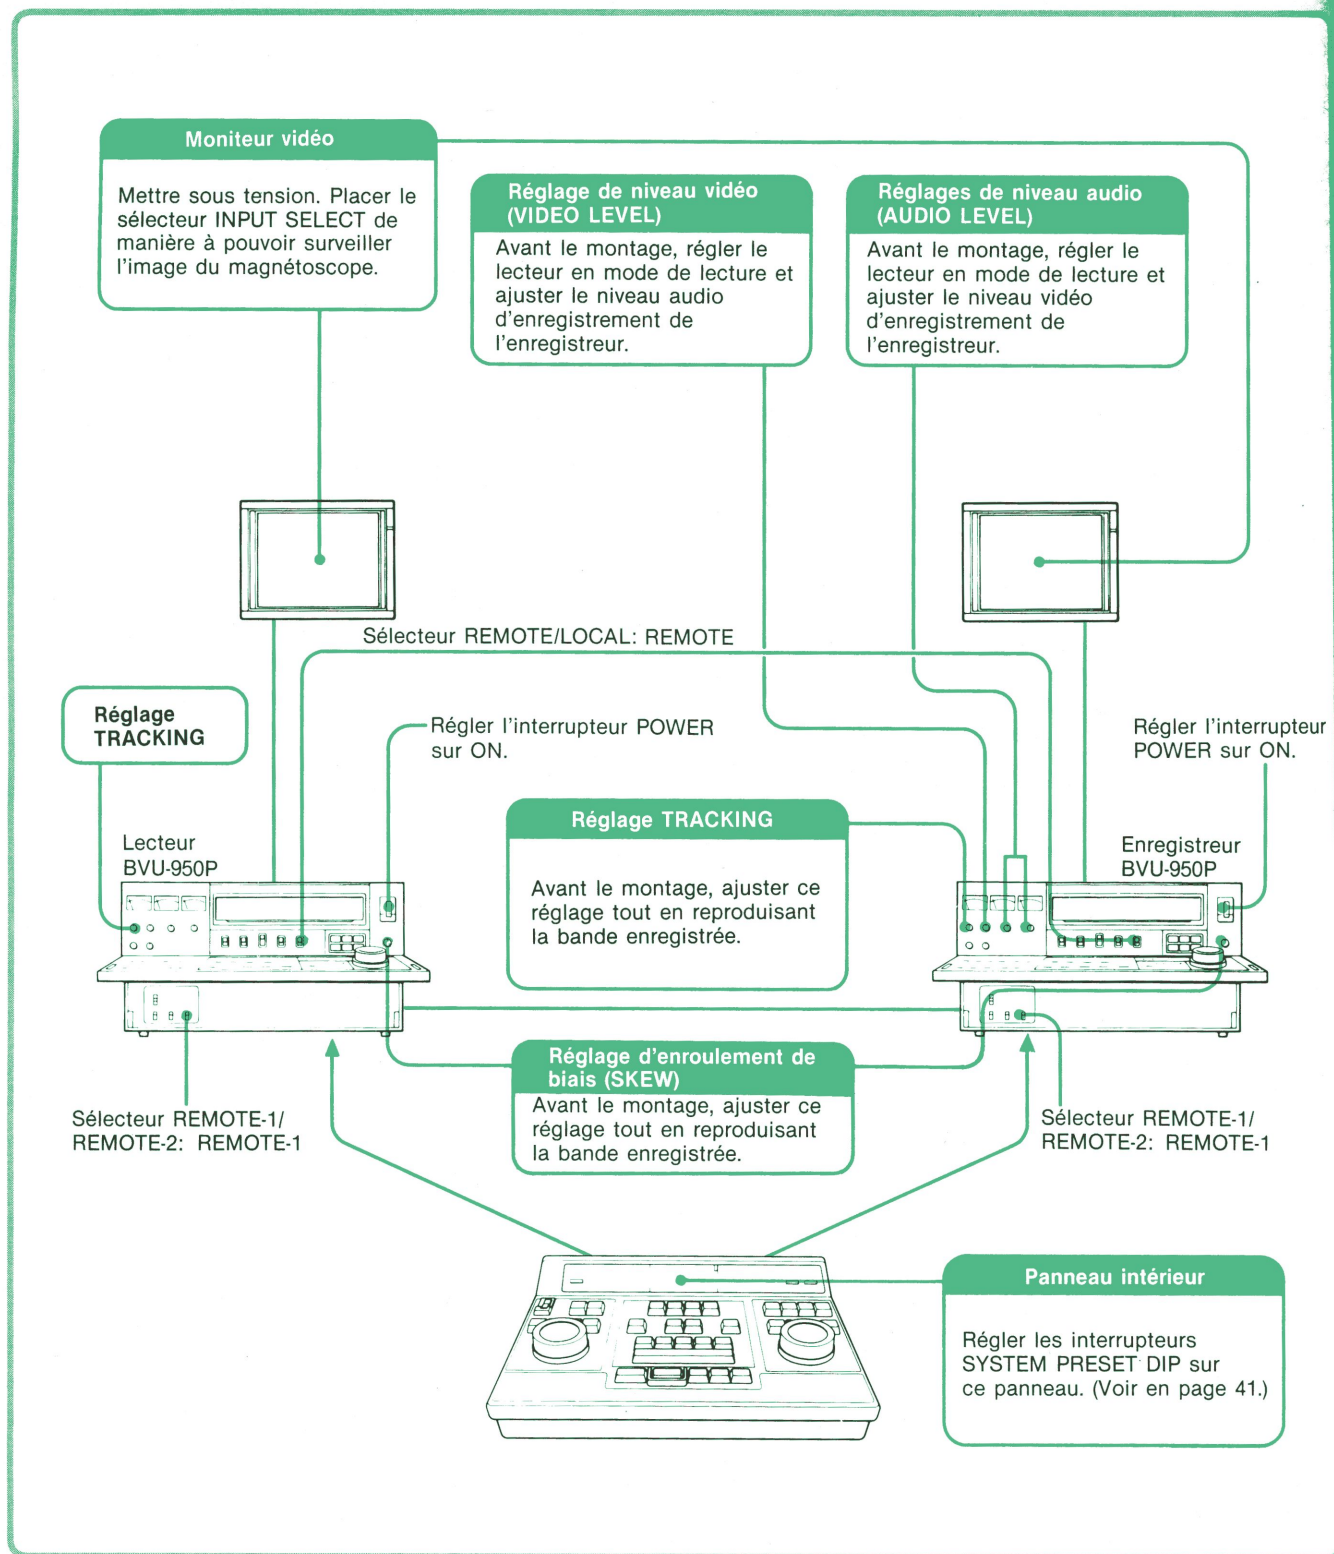 Moniteur vidéo
Mettre sous tension. Placer le
sélecteur INPUT SELECT de
manière à pouvoir surveiller
l'image du magnétoscope.
Réglage de niveau vidéo
(VIDEO LEVEL)
Avant le montage, régler le
lecteur en mode de lecture et
ajuster le niveau audio
d'enregistrement de
l'enregistreur.
Réglages de niveau audio
(AUDIO LEVEL)
Avant le montage, régler le
lecteur en mode de lecture et
ajuster le niveau vidéo
d'enregistrement de
l'enregistreur.
Sélecteur REMOTE/LOCAL: REMOTE
Réglage
TRACKING
Régler l'interrupteur POWER
sur ON.
Régler l'interrupteur
POWER sur ON.
Lecteur
BVU-950P
Réglage TRACKING
Avant le montage, ajuster ce
réglage tout en reproduisant
la bande enregistrée.
Enregistreur
BVU-950P
Réglage d'enroulement de
biais (SKEW)
Avant le montage, ajuster ce
réglage tout en reproduisant
la bande enregistrée.
Sélecteur REMOTE-1/
REMOTE-2: REMOTE-1
Sélecteur REMOTE-1/
REMOTE-2: REMOTE-1
Panneau intérieur
Régler les interrupteurs
SYSTEM PRESET DIP sur
ce panneau. (Voir en page 41.)